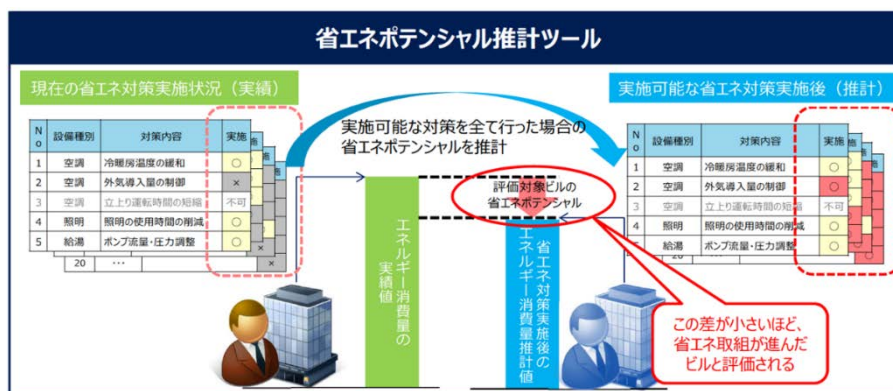 省エネポテンシャル推計ツール
現在の省エネ対策実施状況（実績）
実施可能な省エネ対策実施後（推計）
実施可能な対策を全て行った場合の
省エネポテンシャルを推計
No 設備種別 対策内容 実施
1 空調 冷暖房温度の緩和 ○
2 空調 外気導入量の制御 ×
3 空調 立上り運転時間の短縮 不可
4 照明 照明の使用時間の削減 ○
5 給湯 ポンプ流量・圧力調整 ○
20 ･･･ ×
評価対象ビルの
省エネポテンシャル
エネルギー消費量の
実績値
省エネ対策実施後の
エネルギー消費量推計値
No 設備種別 対策内容 実施
1 空調 冷暖房温度の緩和 ○
2 空調 外気導入量の制御 ○
3 空調 立上り運転時間の短縮 不可
4 照明 照明の使用時間の削減 ○
5 給湯 ポンプ流量・圧力調整 ○
20 ･･･ ×
この差が小さいほど、
省エネ取組が進んだ
ビルと評価される